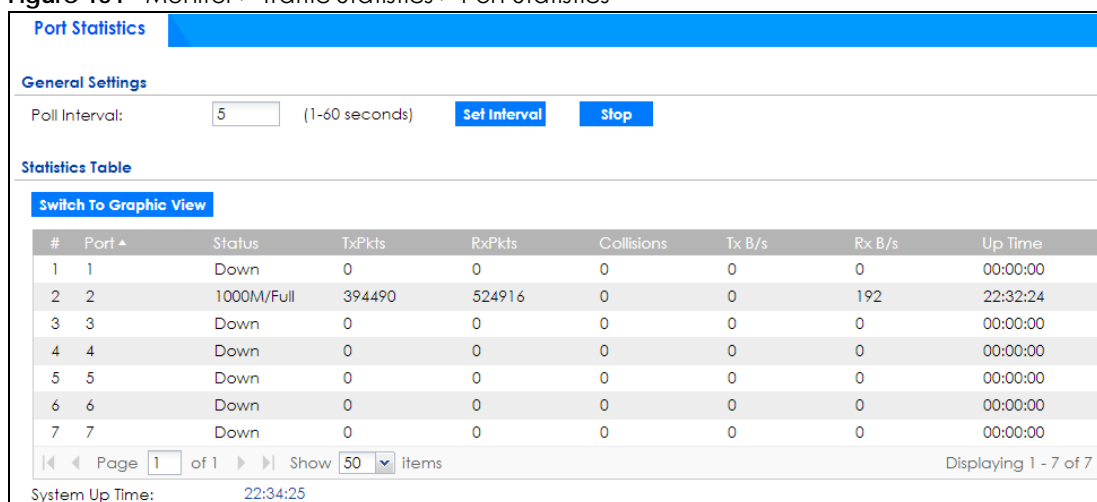 Port Statistics
General Settings
Poll Interval: 5 (1-60 seconds) Set Interval Stop
Statistics Table
Switch To Graphic View
# Port Status TxPkts RxPkts Collisions Tx B/s Rx B/s Up Time
1 1 Down 0 0 0 0 0 00:00:00
2 2 1000M/Full 394490 524916 0 0 192 22:32:24
3 3 Down 0 0 0 0 0 00:00:00
4 4 Down 0 0 0 0 0 00:00:00
5 5 Down 0 0 0 0 0 00:00:00
6 6 Down 0 0 0 0 0 00:00:00
7 7 Down 0 0 0 0 0 00:00:00
Page 1 of 1 Show 50 items Displaying 1 - 7 of 7
System Up Time: 22:34:25